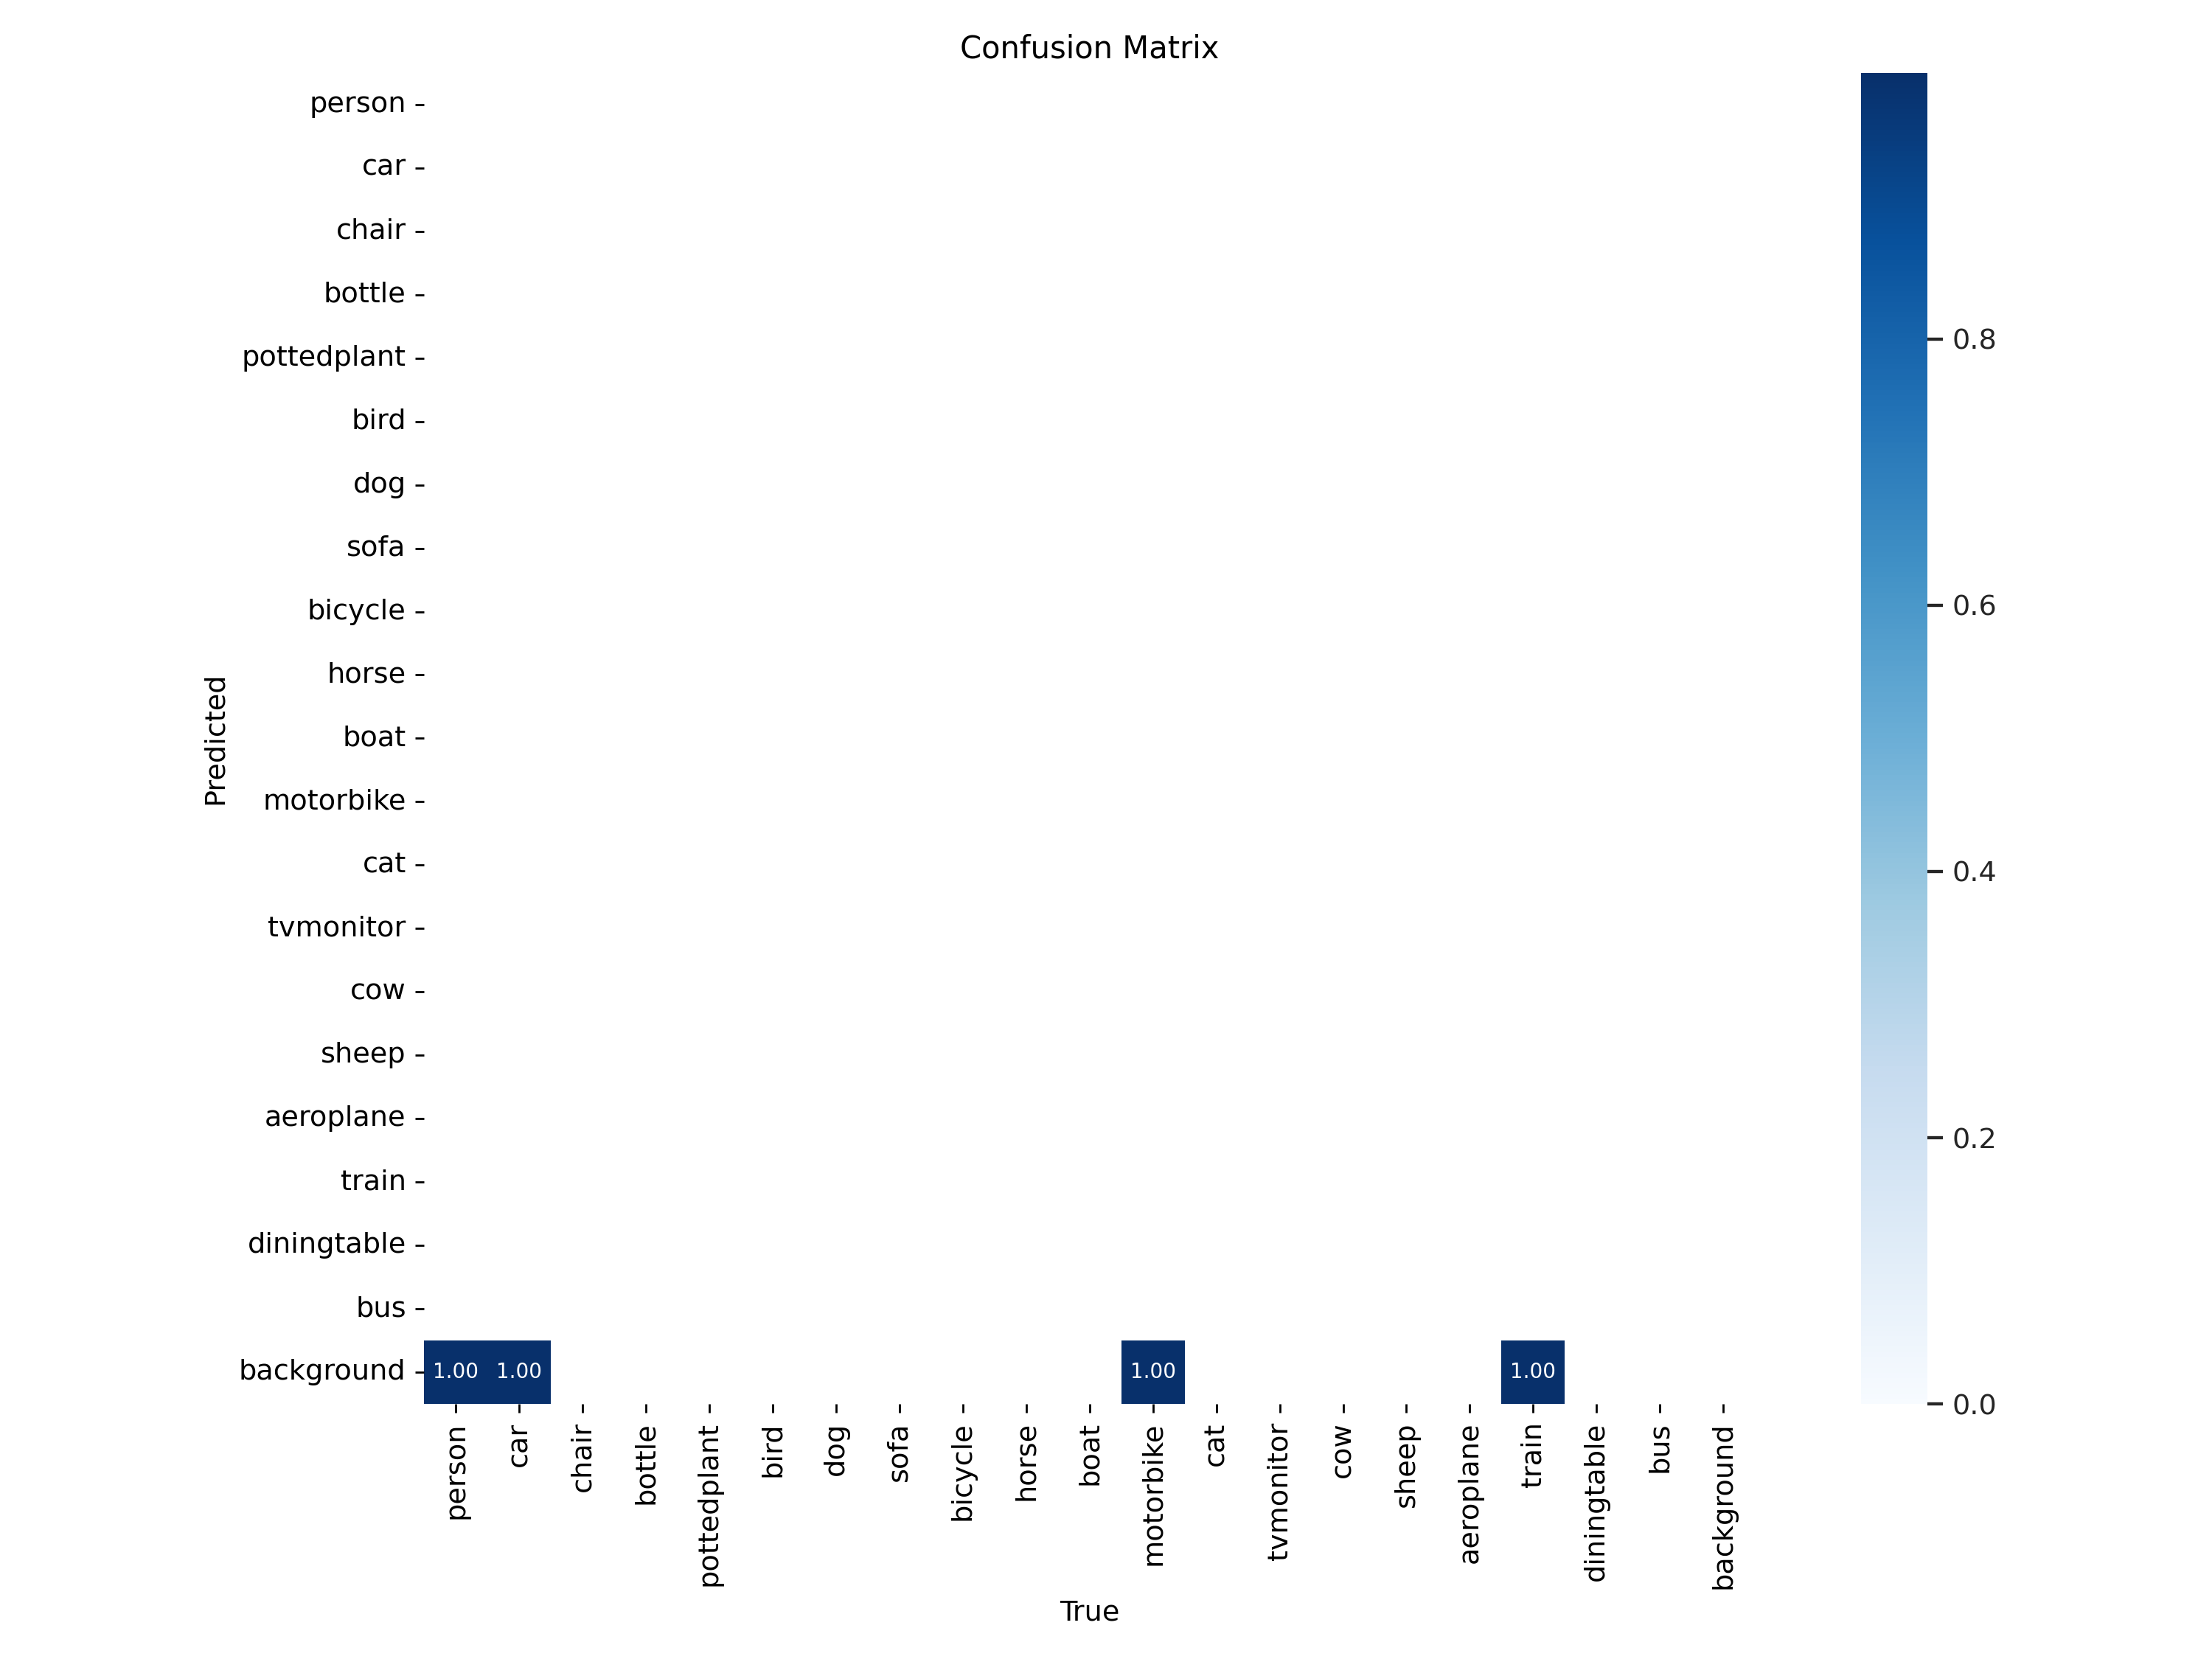 Confusion Matrix
person
car
chair
bottle
pottedplant
bird
dog
sofa
bicycle
horse
boat
motorbike
cat
tvmonitor
cow
sheep
aeroplane
train
diningtable
bus
background
Predicted
1.00 1.00 1.00 1.00
person car chair bottle pottedplant bird dog sofa bicycle horse boat motorbike cat tvmonitor cow sheep aeroplane train diningtable bus background
True
0.8
0.6
0.4
0.2
0.0